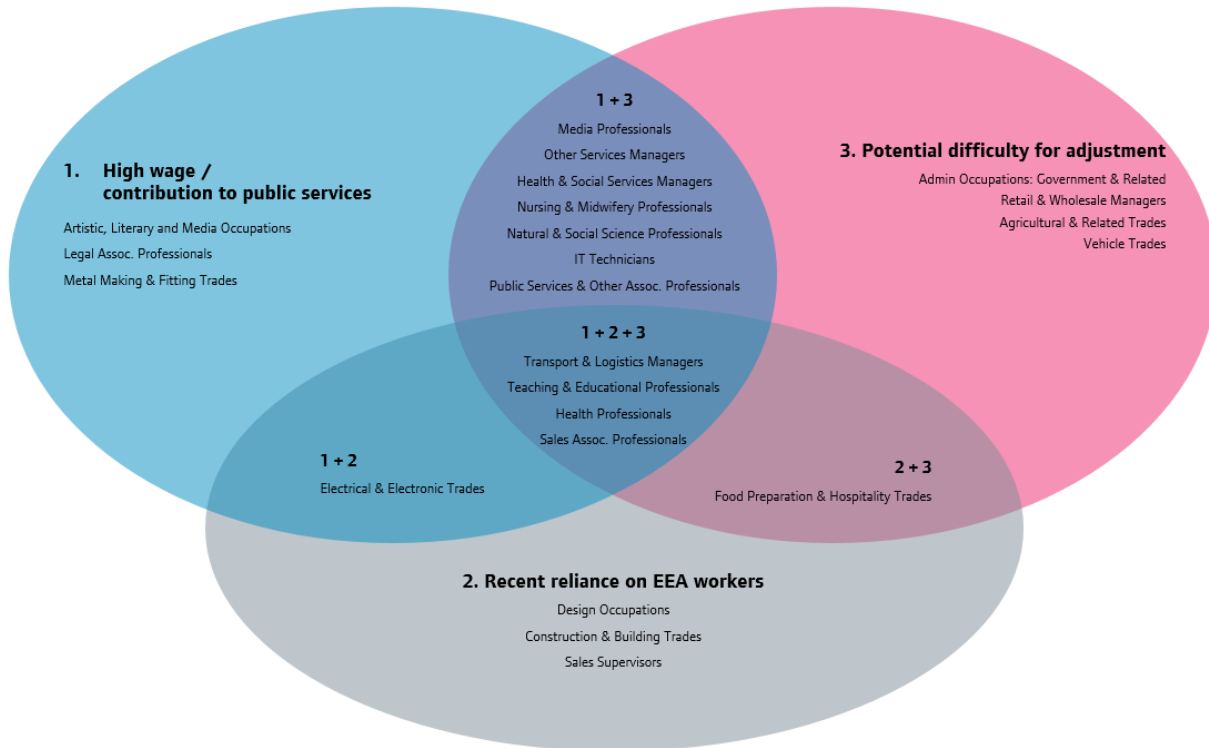 1 + 3
Media Professionals
Other Services Managers
Health & Social Services Managers
Nursing & Midwifery Professionals
Natural & Social Science Professionals
IT Technicians
Public Services & Other Assoc. Professionals
1. High wage /
contribution to public services
Artistic, Literary and Media Occupations
Legal Assoc. Professionals
Metal Making & Fitting Trades
3. Potential difficulty for adjustment
Admin Occupations: Government & Related
Retail & Wholesale Managers
Agricultural & Related Trades
Vehicle Trades
1 + 2 + 3
Transport & Logistics Managers
Teaching & Educational Professionals
Health Professionals
Sales Assoc. Professionals
1 + 2
Electrical & Electronic Trades
2 + 3
Food Preparation & Hospitality Trades
2. Recent reliance on EEA workers
Design Occupations
Construction & Building Trades
Sales Supervisors